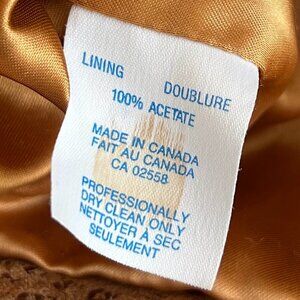 LINING DOUBLURE
100% ACETATE
MADE IN CANADA
FAIT AU CANADA
CA 02558
PROFESSIONALLY
DRY CLEAN ONLY
NETTOYER À SEC
SEULEMENT